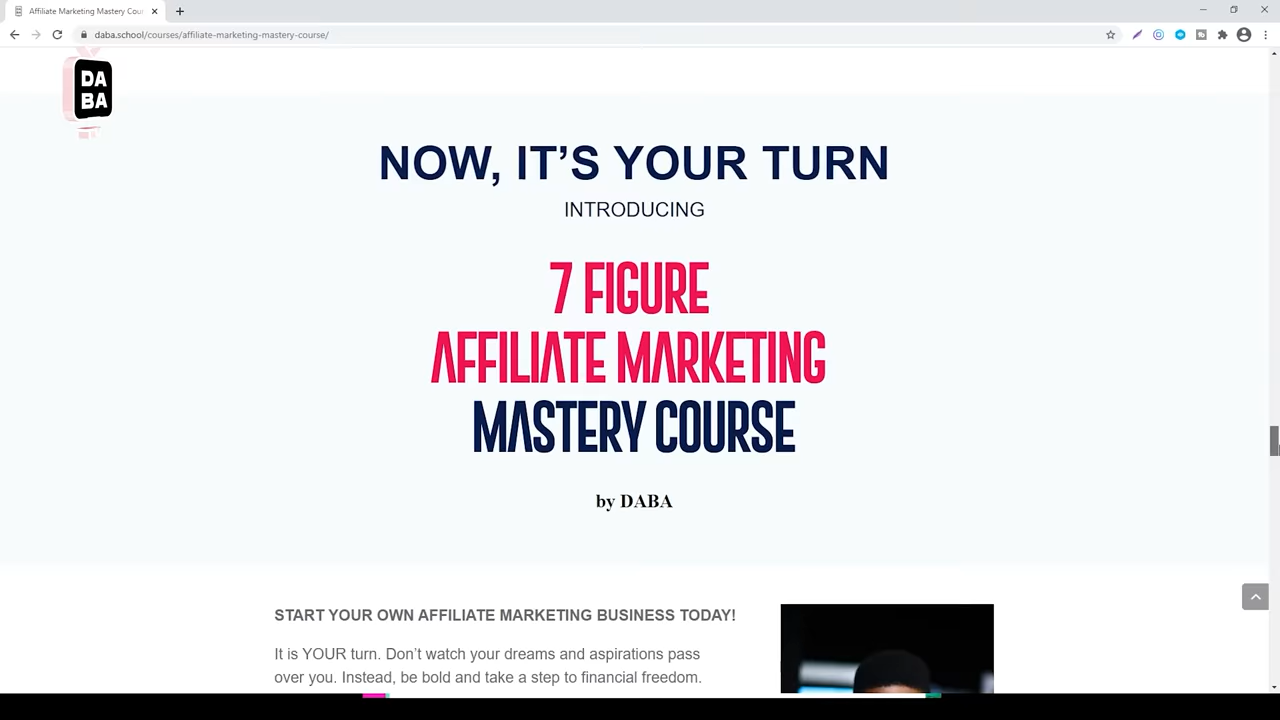 Affiliate Marketing Mastery Cou
daba.school/courses/affiliate-marketing-mastery-course/
DA
BA
NOW, IT’S YOUR TURN
INTRODUCING
7 FIGURE
AFFILIATE MARKETING
MASTERY COURSE
by DABA
START YOUR OWN AFFILIATE MARKETING BUSINESS TODAY!
It is YOUR turn. Don’t watch your dreams and aspirations pass
over you. Instead, be bold and take a step to financial freedom.